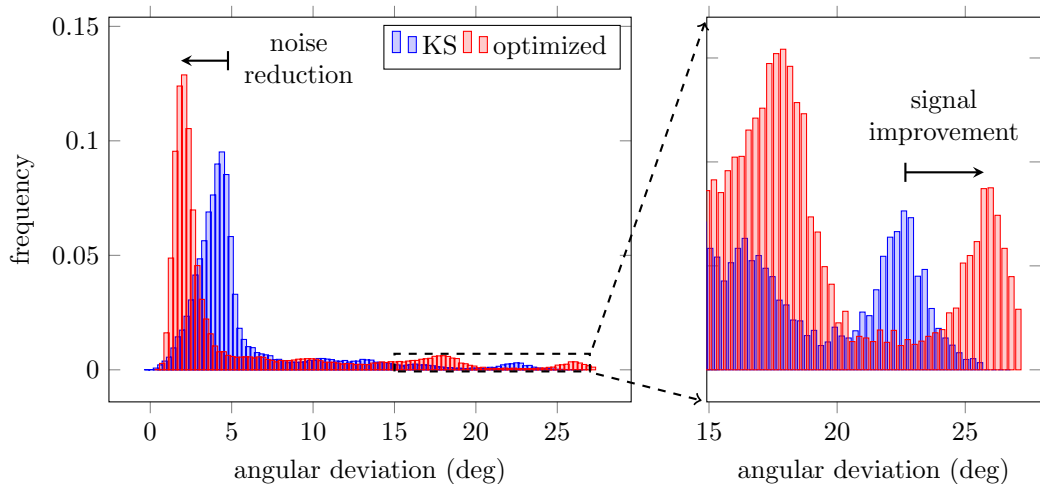 0.15
0.1
0.05
0
frequency
noise
reduction
KS optimized
0 5 10 15 20 25
angular deviation (deg)
signal
improvement
15 20 25
angular deviation (deg)